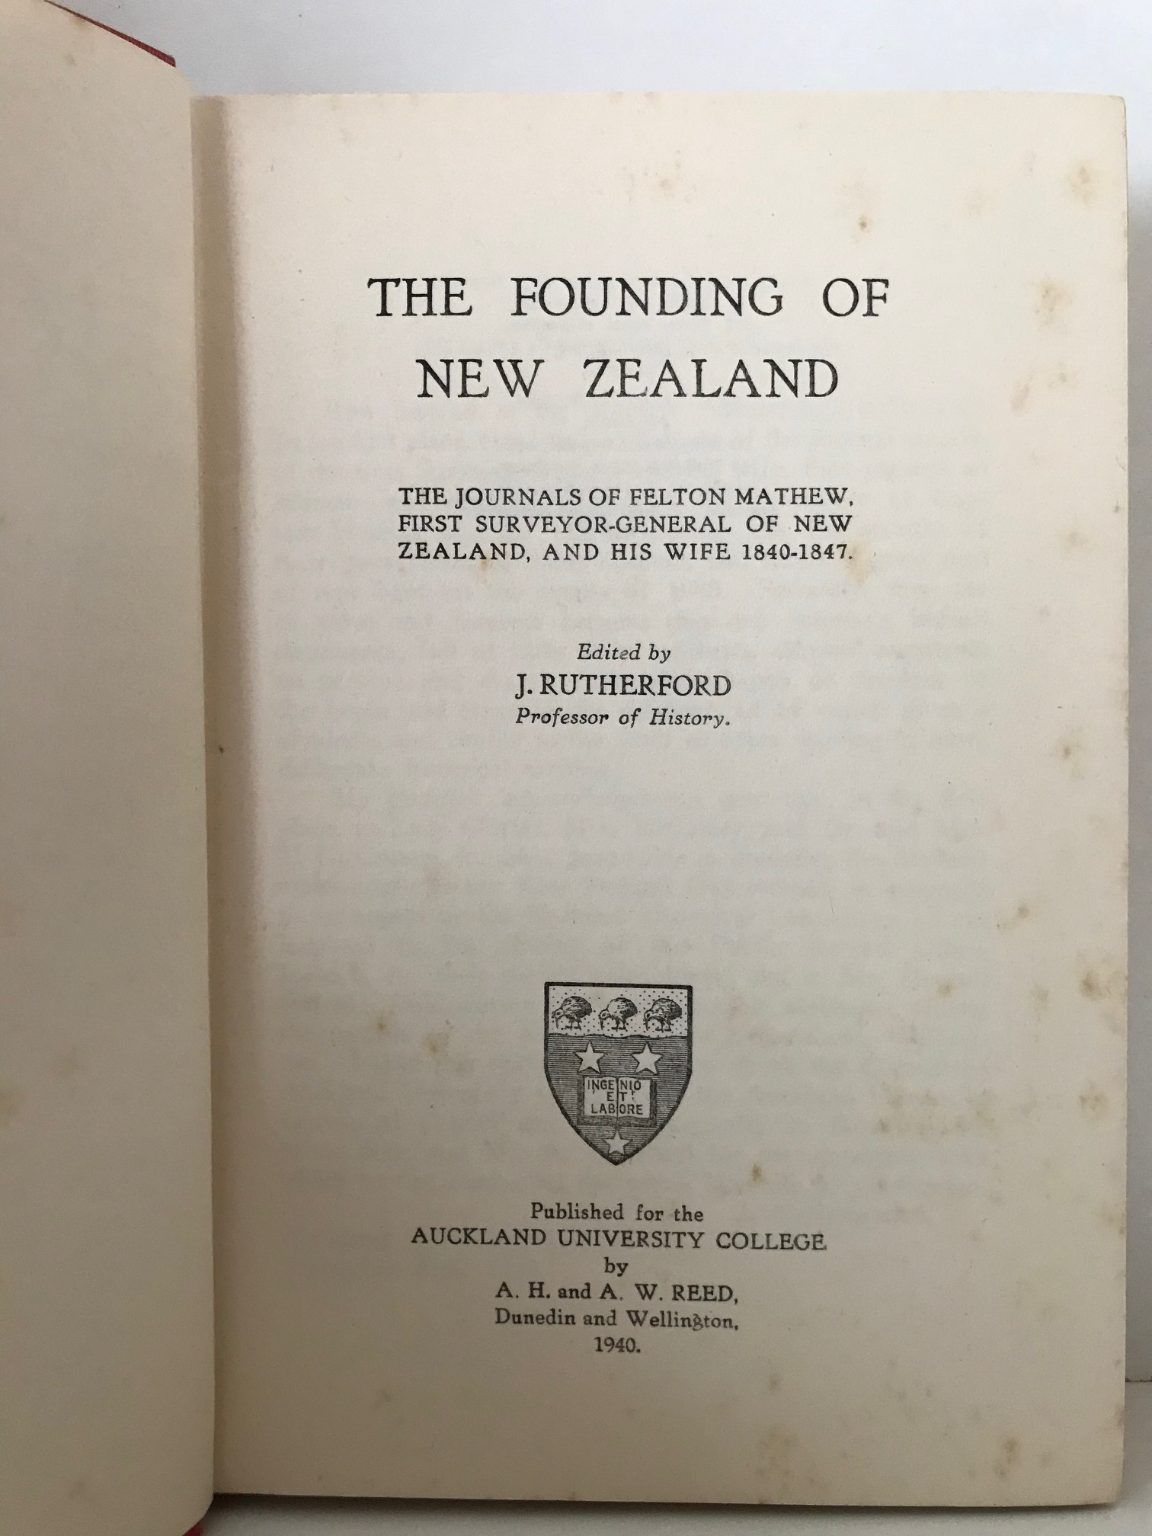 THE FOUNDING OF
NEW ZEALAND
THE JOURNALS OF FELTON MATHEW,
FIRST SURVEYOR-GENERAL OF NEW
ZEALAND, AND HIS WIFE 1840-1847.
Edited by
J. RUTHERFORD
Professor of History.
INGENIO
ET
LABORE
Published for the
AUCKLAND UNIVERSITY COLLEGE
by
A. H. and A. W. REED,
Dunedin and Wellington,
1940.